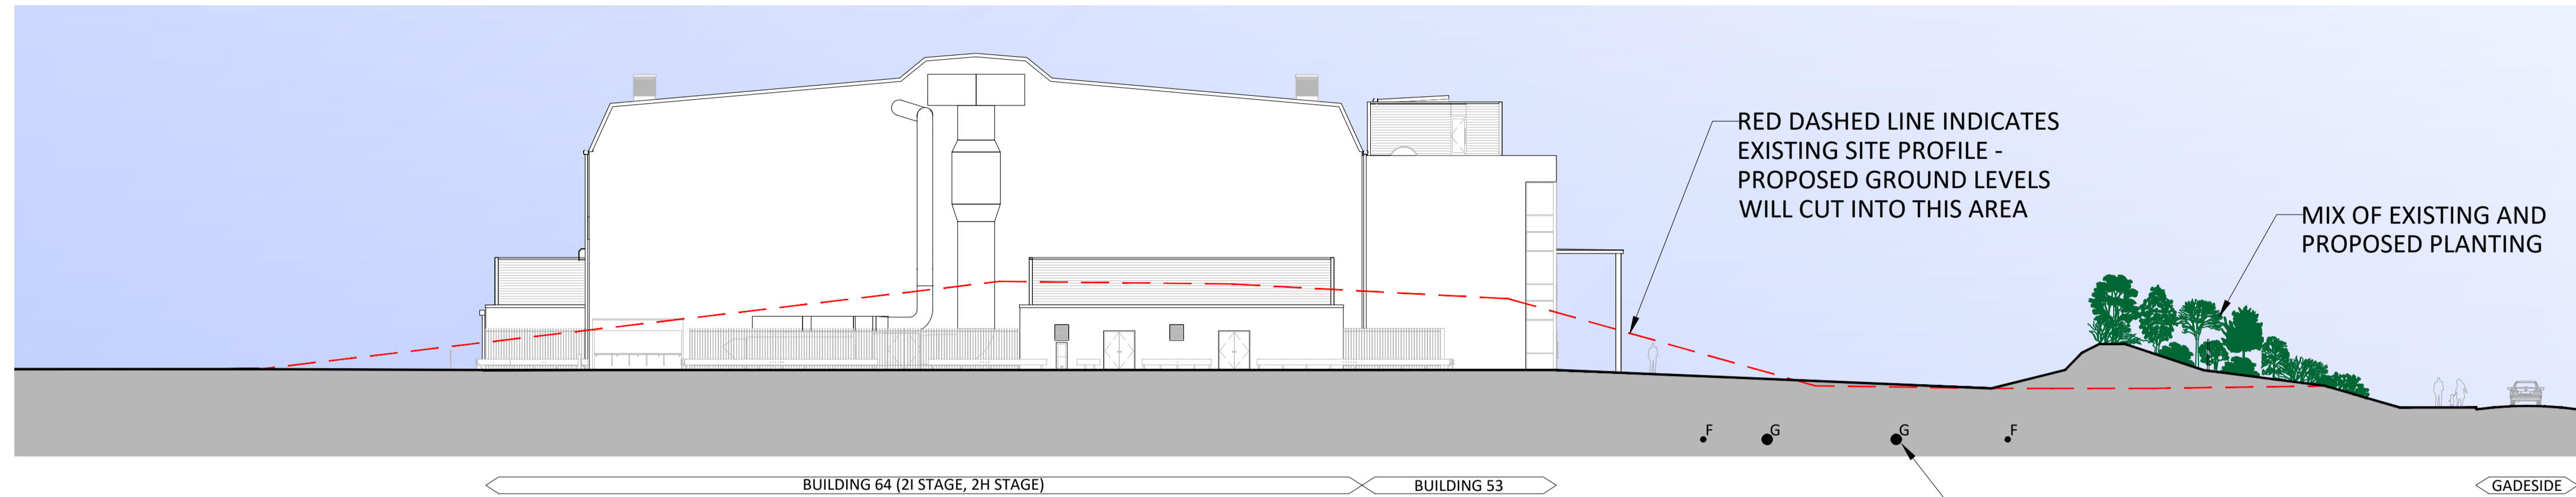 RED DASHED LINE INDICATES
EXISTING SITE PROFILE -
PROPOSED GROUND LEVELS
WILL CUT INTO THIS AREA
MIX OF EXISTING AND
PROPOSED PLANTING
F
G
G
F
BUILDING 64 (2I STAGE, 2H STAGE)
BUILDING 53
GADESIDE